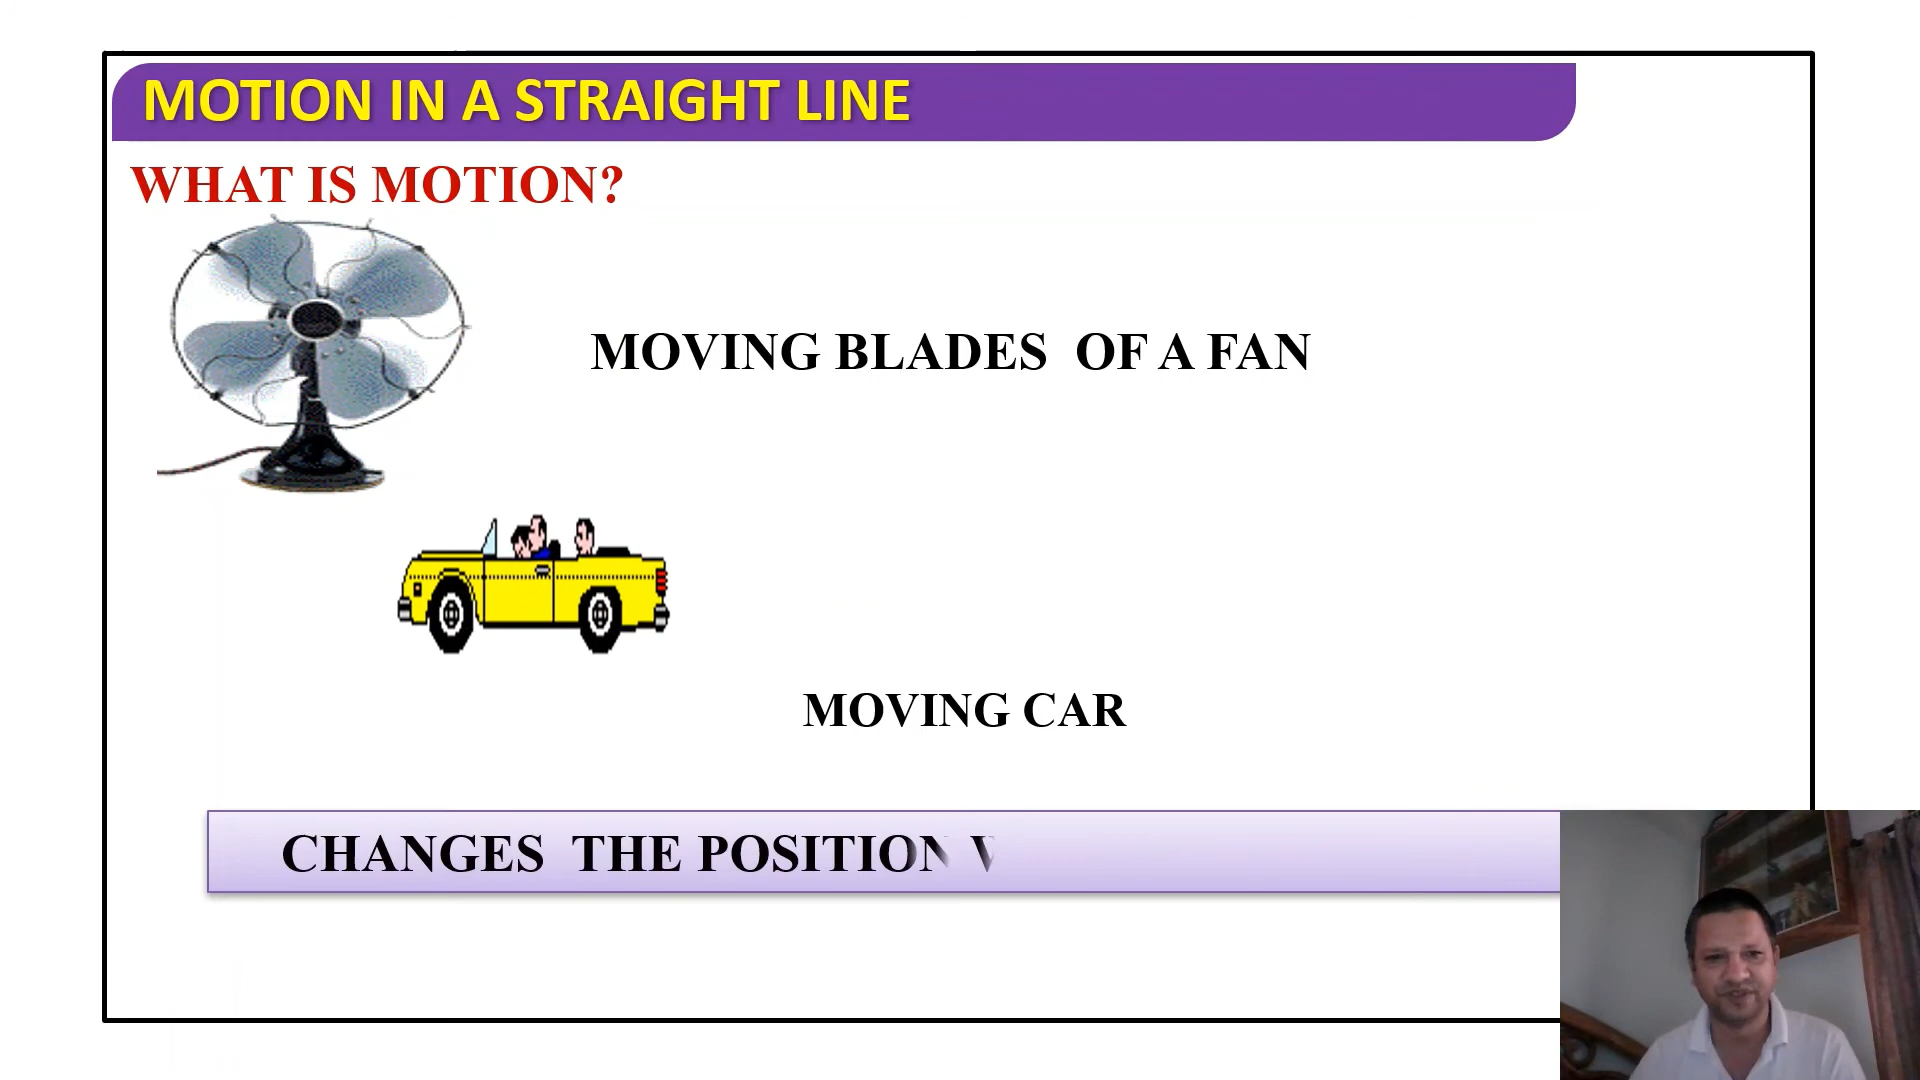 MOTION IN A STRAIGHT LINE
WHAT IS MOTION?
MOVING BLADES OF A FAN
MOVING CAR
CHANGES THE POSITION